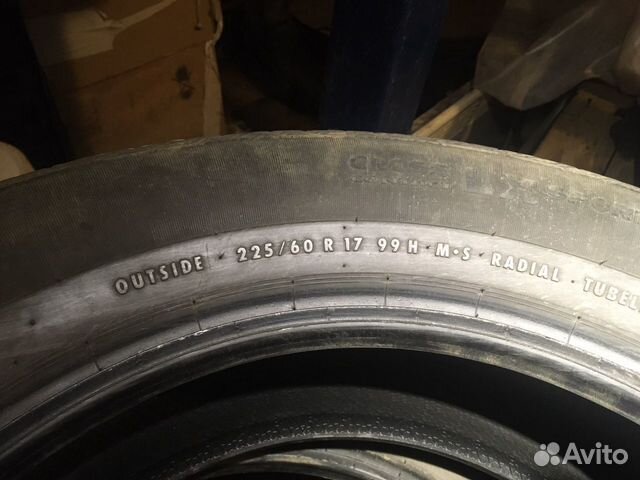 OUTSIDE 225/60 R 17 99 H M•S RADIAL TUBEL
Avito